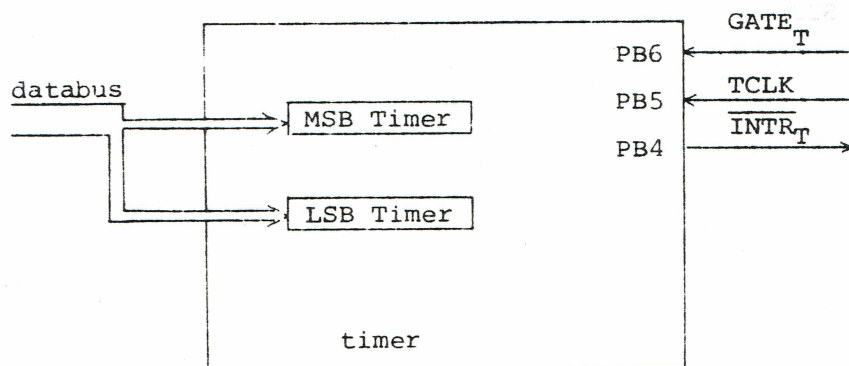 GATE_T
PB6
databus
TCLK
PB5
MSB Timer
INTR_T
PB4
LSB Timer
timer